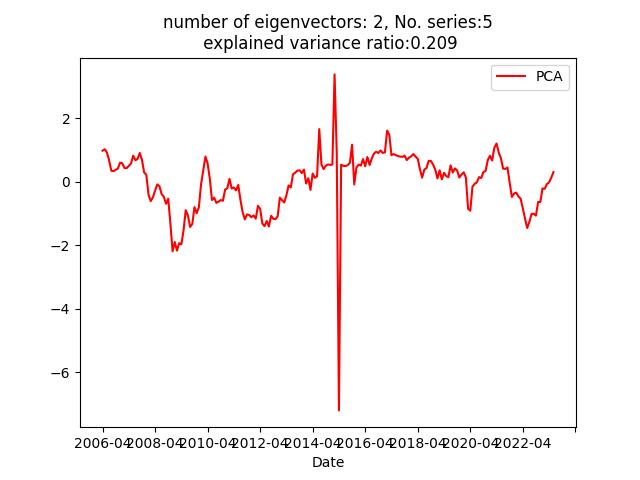 number of eigenvectors: 2, No. series:5
explained variance ratio:0.209
PCA
2
0
−2
−4
−6
2006-04 2008-04 2010-04 2012-04 2014-04 2016-04 2018-04 2020-04 2022-04
Date